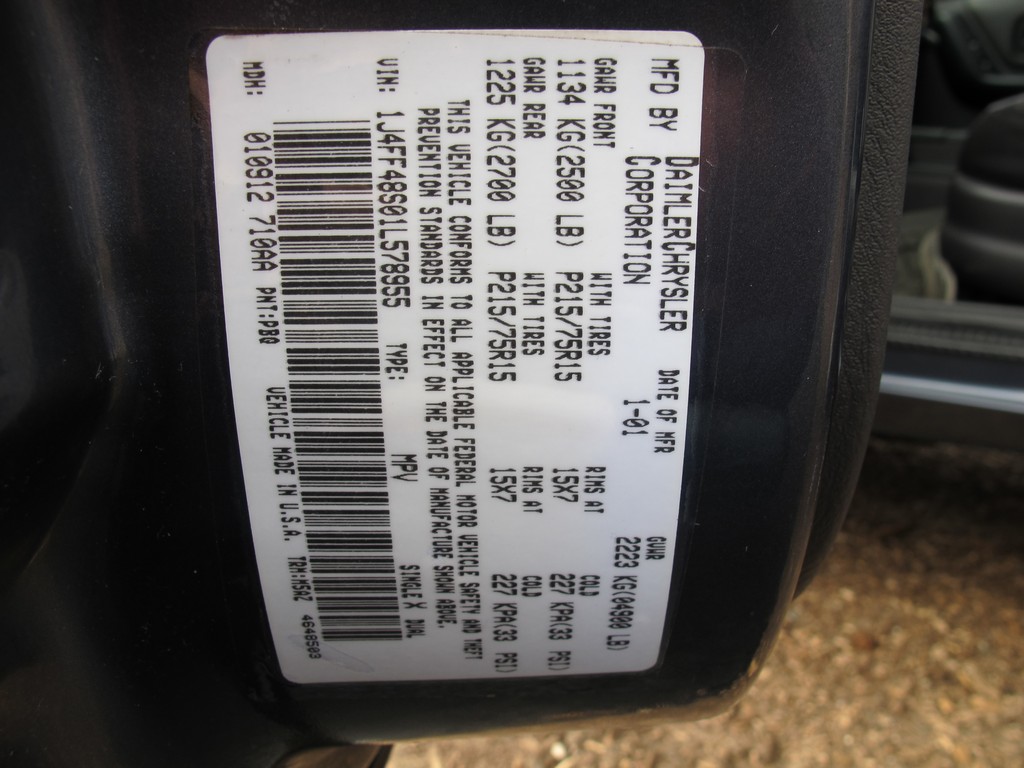 MFD BY DAIMLERCHRYSLER DATE OF MFR GVWR
CORPORATION 1-01 2223 KG(04900 LB)
GAWR FRONT WITH TIRES RIMS AT COLD
1134 KG(2500 LB) P215/75R15 15X7 227 KPA(33 PSI)
GAWR REAR WITH TIRES RIMS AT COLD
1225 KG(2700 LB) P215/75R15 15X7 227 KPA(33 PSI)
THIS VEHICLE CONFORMS TO ALL APPLICABLE FEDERAL MOTOR VEHICLE SAFETY AND THEFT
PREVENTION STANDARDS IN EFFECT ON THE DATE OF MANUFACTURE SHOWN ABOVE.
VIN: 1J4FF48S01L578955 TYPE: MPV SINGLE X DUAL
MDH: 010912 710AA PNT:PBQ VEHICLE MADE IN U.S.A. TRM:H5AZ 4648503